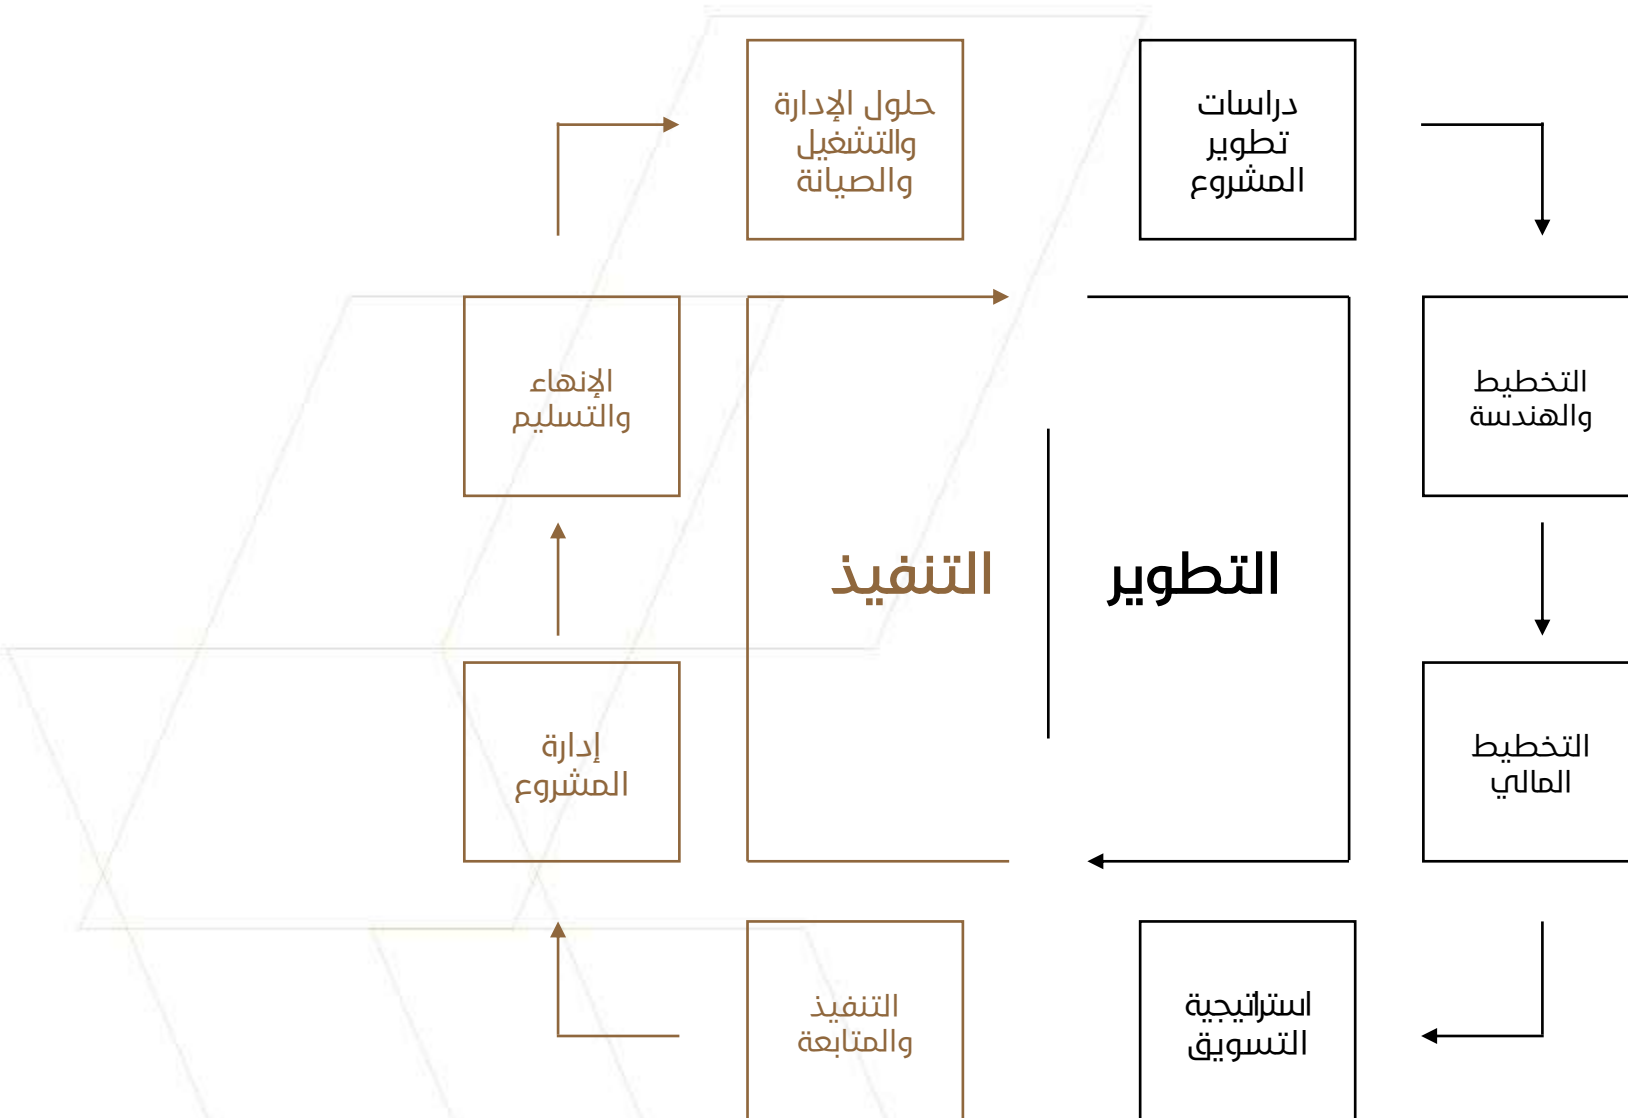 دراسات
تطوير
المشروع
حلول الإدارة
والتشغيل
والصيانة
التخطيط
والهندسة
الإنهاء
والتسليم
التطوير
التنفيذ
التخطيط
المالي
إدارة
المشروع
استراتيجية
التسويق
التنفيذ
والمتابعة